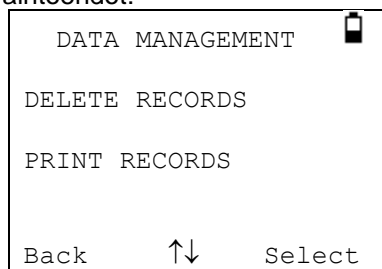 DATA MANAGEMENT
DELETE RECORDS
PRINT RECORDS
Back ↑↓ Select